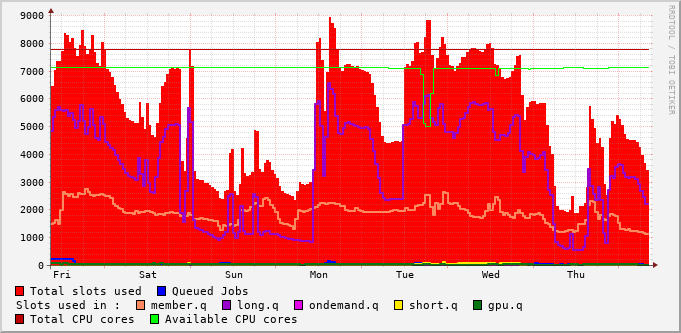 RRDTOOL / TOBI OETIKER
9000
8000
7000
6000
5000
4000
3000
2000
1000
0
Fri Sat Sun Mon Tue Wed Thu
Total slots used Queued Jobs
Slots used in : member.q long.q ondemand.q short.q gpu.q
Total CPU cores Available CPU cores